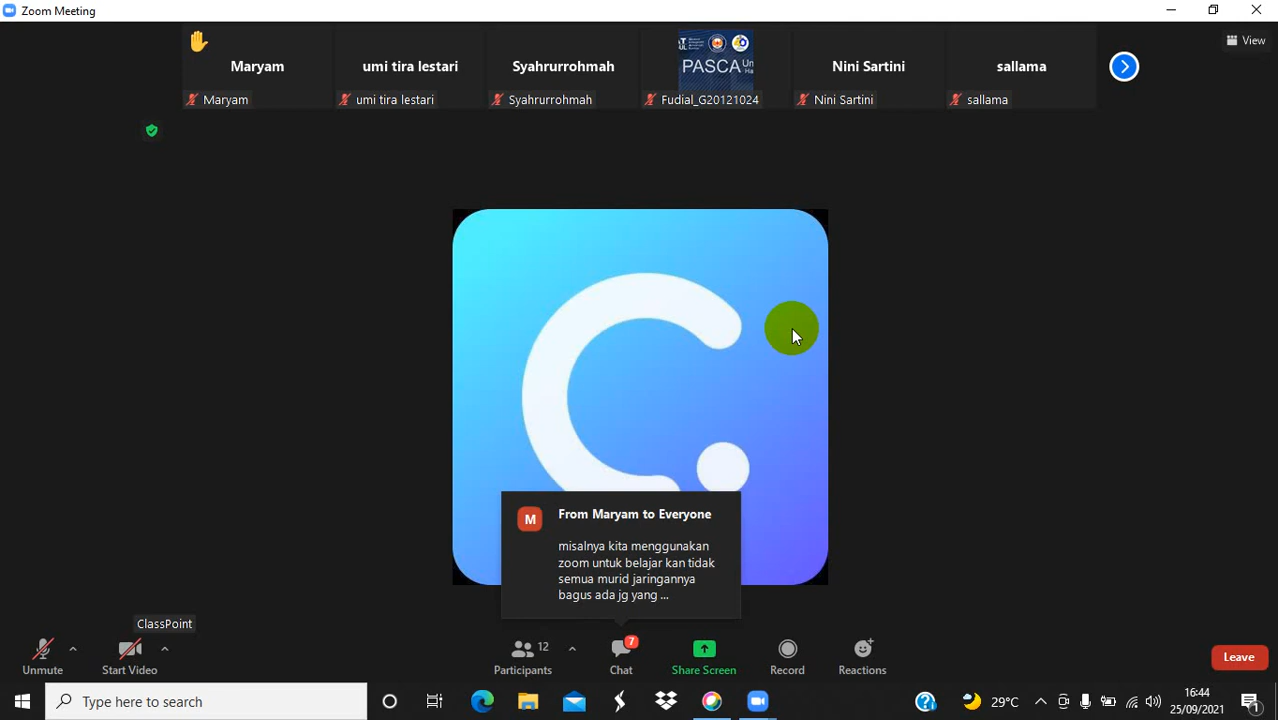 Zoom Meeting
View
Maryam
umi tira lestari
Syahrurrohmah
PASCA
Nini Sartini
sallama
Maryam
umi tira lestari
Syahrurrohmah
Fudial_G20121024
Nini Sartini
sallama
M
From Maryam to Everyone
misalnya kita menggunakan
zoom untuk belajar kan tidak
semua murid jaringannya
bagus ada jg yang ...
ClassPoint
12
7
Unmute
Start Video
Participants
Chat
Share Screen
Record
Reactions
Leave
Type here to search
29°C
16:44
25/09/2021
1